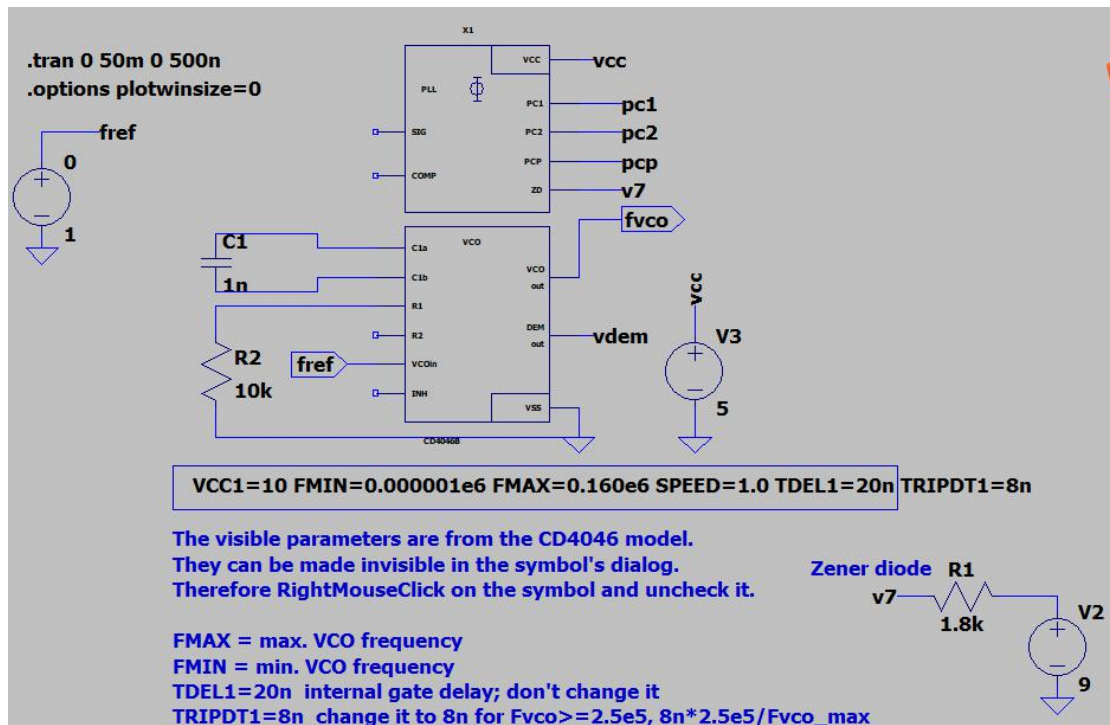 .tran 0 50m 0 500n
.options plotwinsize=0
fref
0
1
X1
VCC
vcc
PLL
PC1
pc1
SIG
PC2
pc2
PCP
pcp
COMP
ZD
v7
fvco
C1
1n
C1a
VCO
C1b
VCO
out
R1
R2
DEM
out
vdem
R2
10k
fref
VCOin
INH
VSS
CD4046B
vcc
V3
5
VCC1=10 FMIN=0.000001e6 FMAX=0.160e6 SPEED=1.0 TDEL1=20n TRIPDT1=8n
The visible parameters are from the CD4046 model.
They can be made invisible in the symbol's dialog.
Therefore RightMouseClick on the symbol and uncheck it.
Zener diode
R1
v7
1.8k
V2
9
FMAX = max. VCO frequency
FMIN = min. VCO frequency
TDEL1=20n internal gate delay; don't change it
TRIPDT1=8n change it to 8n for Fvco>=2.5e5, 8n*2.5e5/Fvco_max